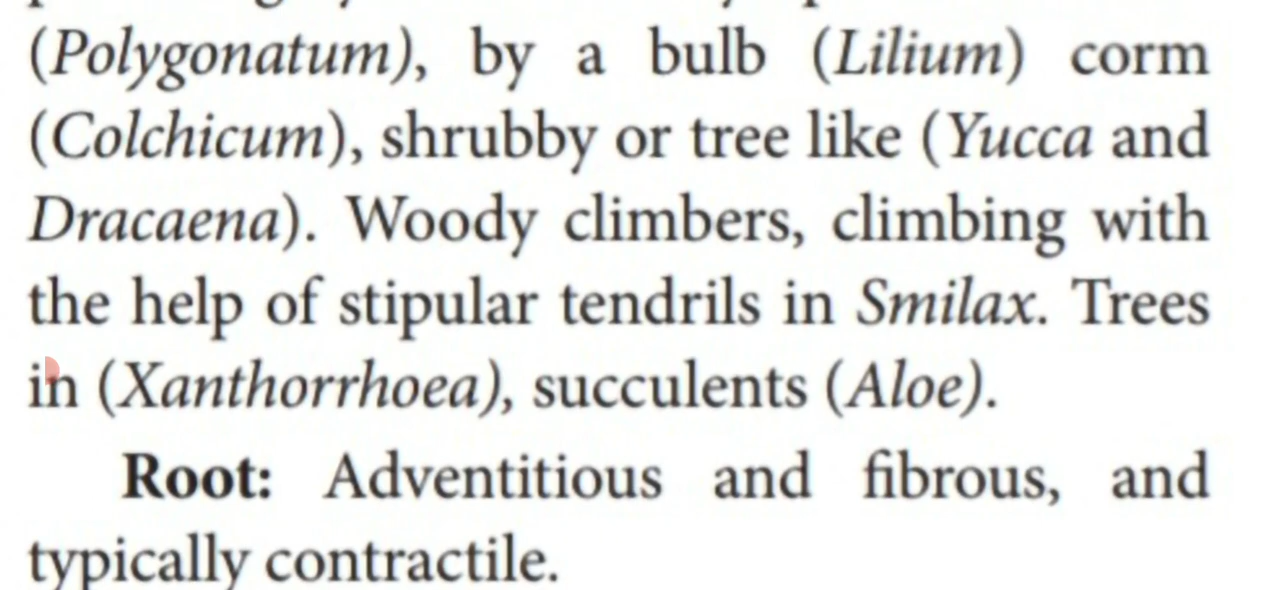 (Polygonatum), by a bulb (Lilium) corm
(Colchicum), shrubby or tree like (Yucca and
Dracaena). Woody climbers, climbing with
the help of stipular tendrils in Smilax. Trees
in (Xanthorrhoea), succulents (Aloe).
Root: Adventitious and fibrous, and
typically contractile.